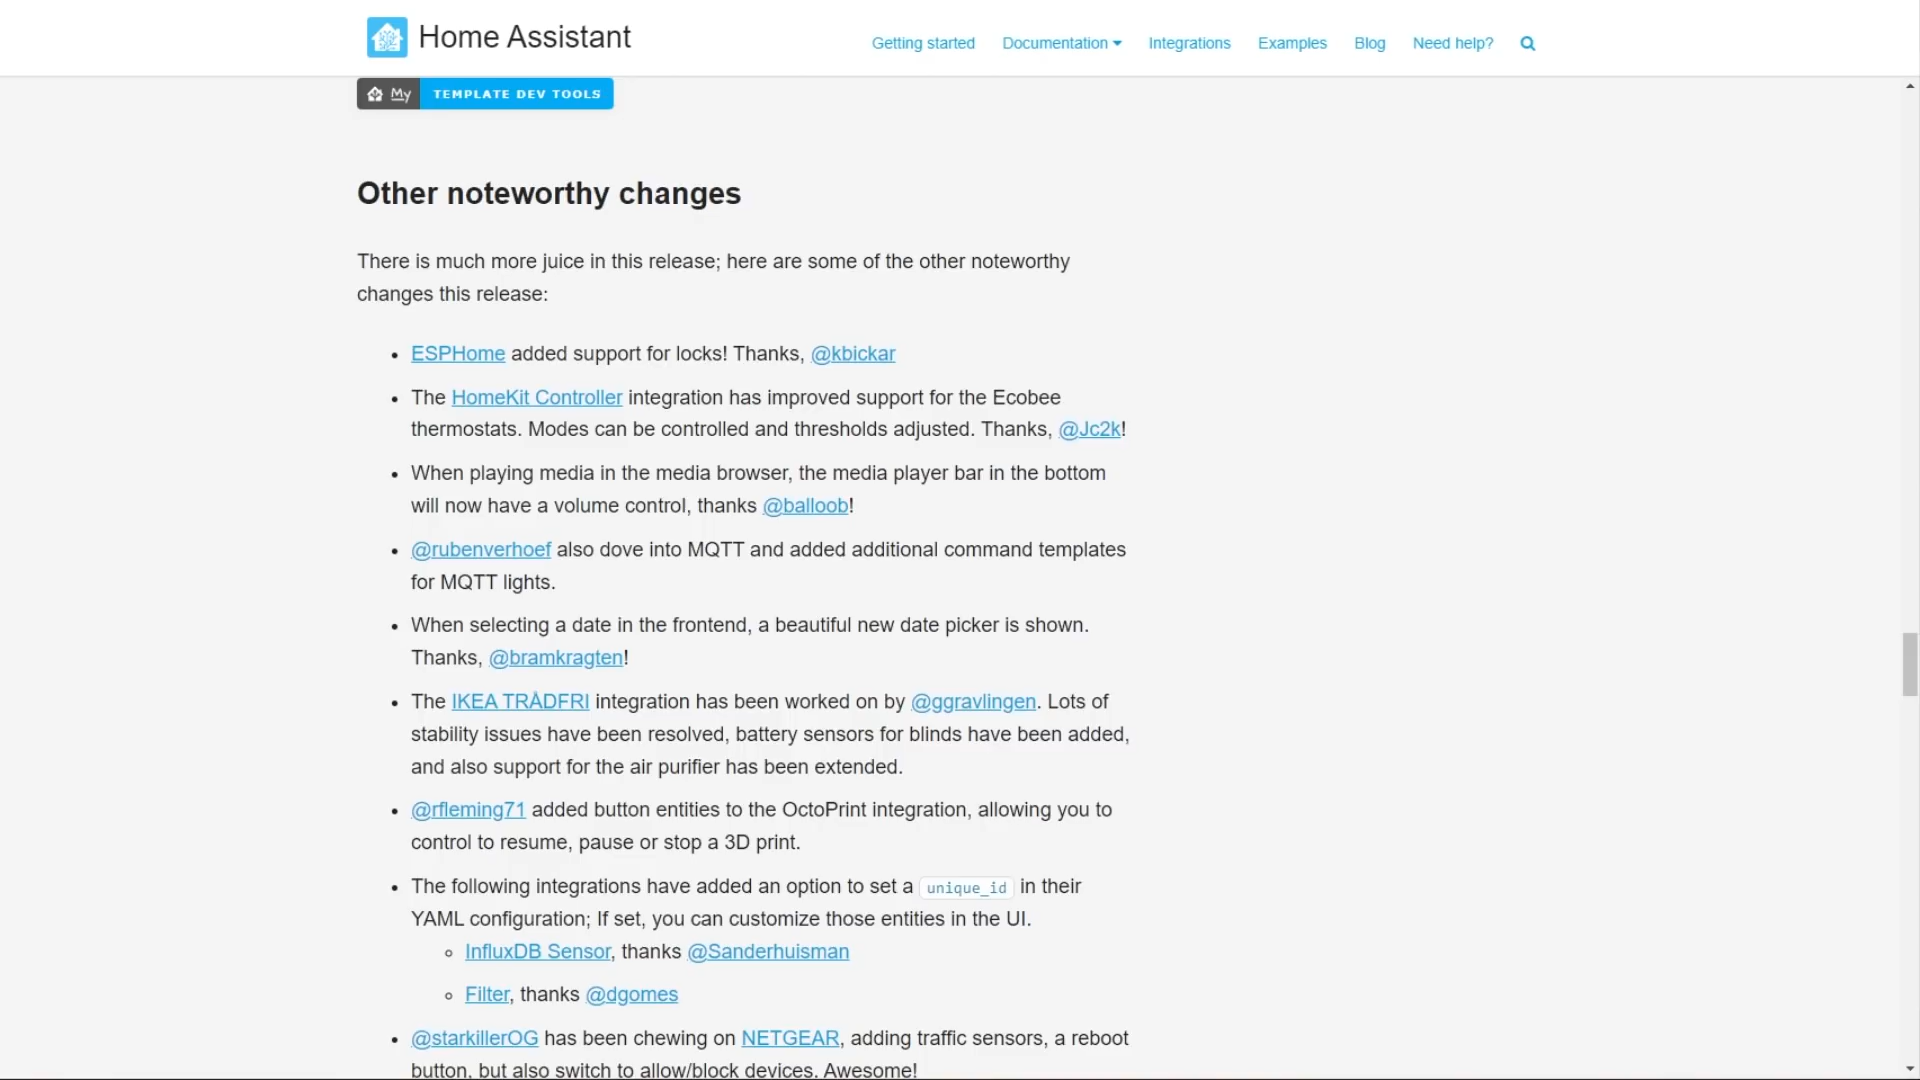 Home Assistant
Getting started Documentation Integrations Examples Blog Need help?
My TEMPLATE DEV TOOLS
Other noteworthy changes
There is much more juice in this release; here are some of the other noteworthy
changes this release:
• ESPHome added support for locks! Thanks, @kbickar
• The HomeKit Controller integration has improved support for the Ecobee
thermostats. Modes can be controlled and thresholds adjusted. Thanks, @Jc2k!
• When playing media in the media browser, the media player bar in the bottom
will now have a volume control, thanks @balloob!
• @rubenverhoef also dove into MQTT and added additional command templates
for MQTT lights.
• When selecting a date in the frontend, a beautiful new date picker is shown.
Thanks, @bramkragten!
• The IKEA TRÅDFRI integration has been worked on by @ggravlingen. Lots of
stability issues have been resolved, battery sensors for blinds have been added,
and also support for the air purifier has been extended.
• @rfleming71 added button entities to the OctoPrint integration, allowing you to
control to resume, pause or stop a 3D print.
• The following integrations have added an option to set a unique_id in their
YAML configuration; If set, you can customize those entities in the UI.
◦ InfluxDB Sensor, thanks @Sanderhuisman
◦ Filter, thanks @dgomes
• @starkillerOG has been chewing on NETGEAR, adding traffic sensors, a reboot
button, but also switch to allow/block devices. Awesome!